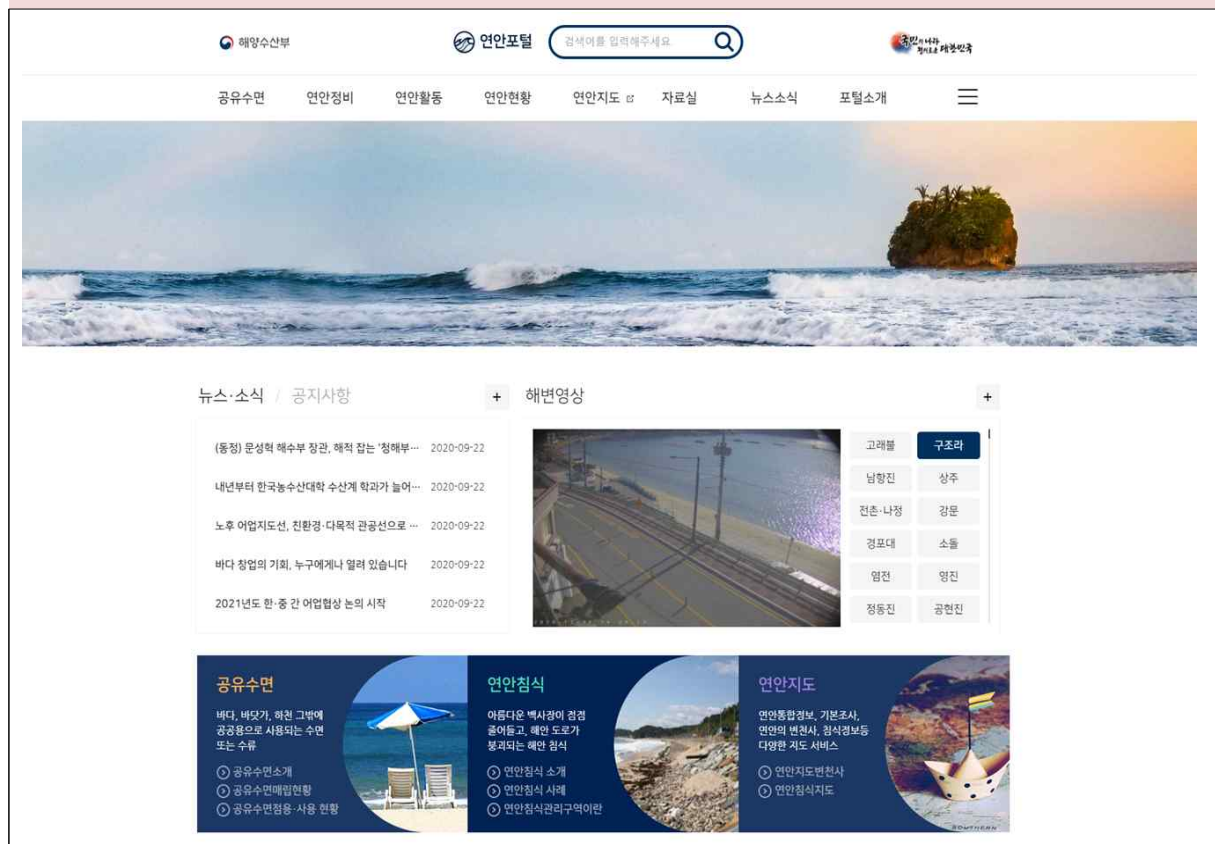 해양수산부
연안포털
검색어를 입력해주세요
국민의 나라
정의로운 대한민국
공유수면 연안정비 연안활동 연안현황 연안지도 자료실 뉴스소식 포털소개
뉴스·소식 / 공지사항 +
(동정) 문성혁 해수부 장관, 해적 잡는 '청해부… 2020-09-22
내년부터 한국농수산대학 수산계 학과가 늘어… 2020-09-22
노후 어업지도선, 친환경·다목적 관공선으로 … 2020-09-22
바다 창업의 기회, 누구에게나 열려 있습니다 2020-09-22
2021년도 한·중 간 어업협상 논의 시작 2020-09-22
해변영상 +
고래불 구조라
남항진 상주
전촌·나정 강문
경포대 소돌
염전 영진
정동진 공현진
공유수면
바다, 바닷가, 하천 그밖에
공공용으로 사용되는 수면
또는 수류
공유수면소개
공유수면매립현황
공유수면점용·사용 현황
연안침식
아름다운 백사장이 점점
줄어들고, 해안 도로가
붕괴되는 해안 침식
연안침식 소개
연안침식 사례
연안침식관리구역이란
연안지도
연안통합정보, 기본조사,
연안의 변천사, 침식정보등
다양한 지도 서비스
연안지도변천사
연안침식지도
SOUTHERN